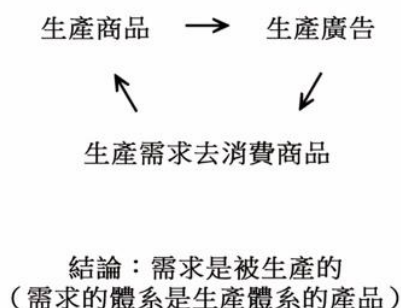 生產商品 → 生產廣告
生產需求去消費商品
結論：需求是被生產的
（需求的體系是生產體系的產品）